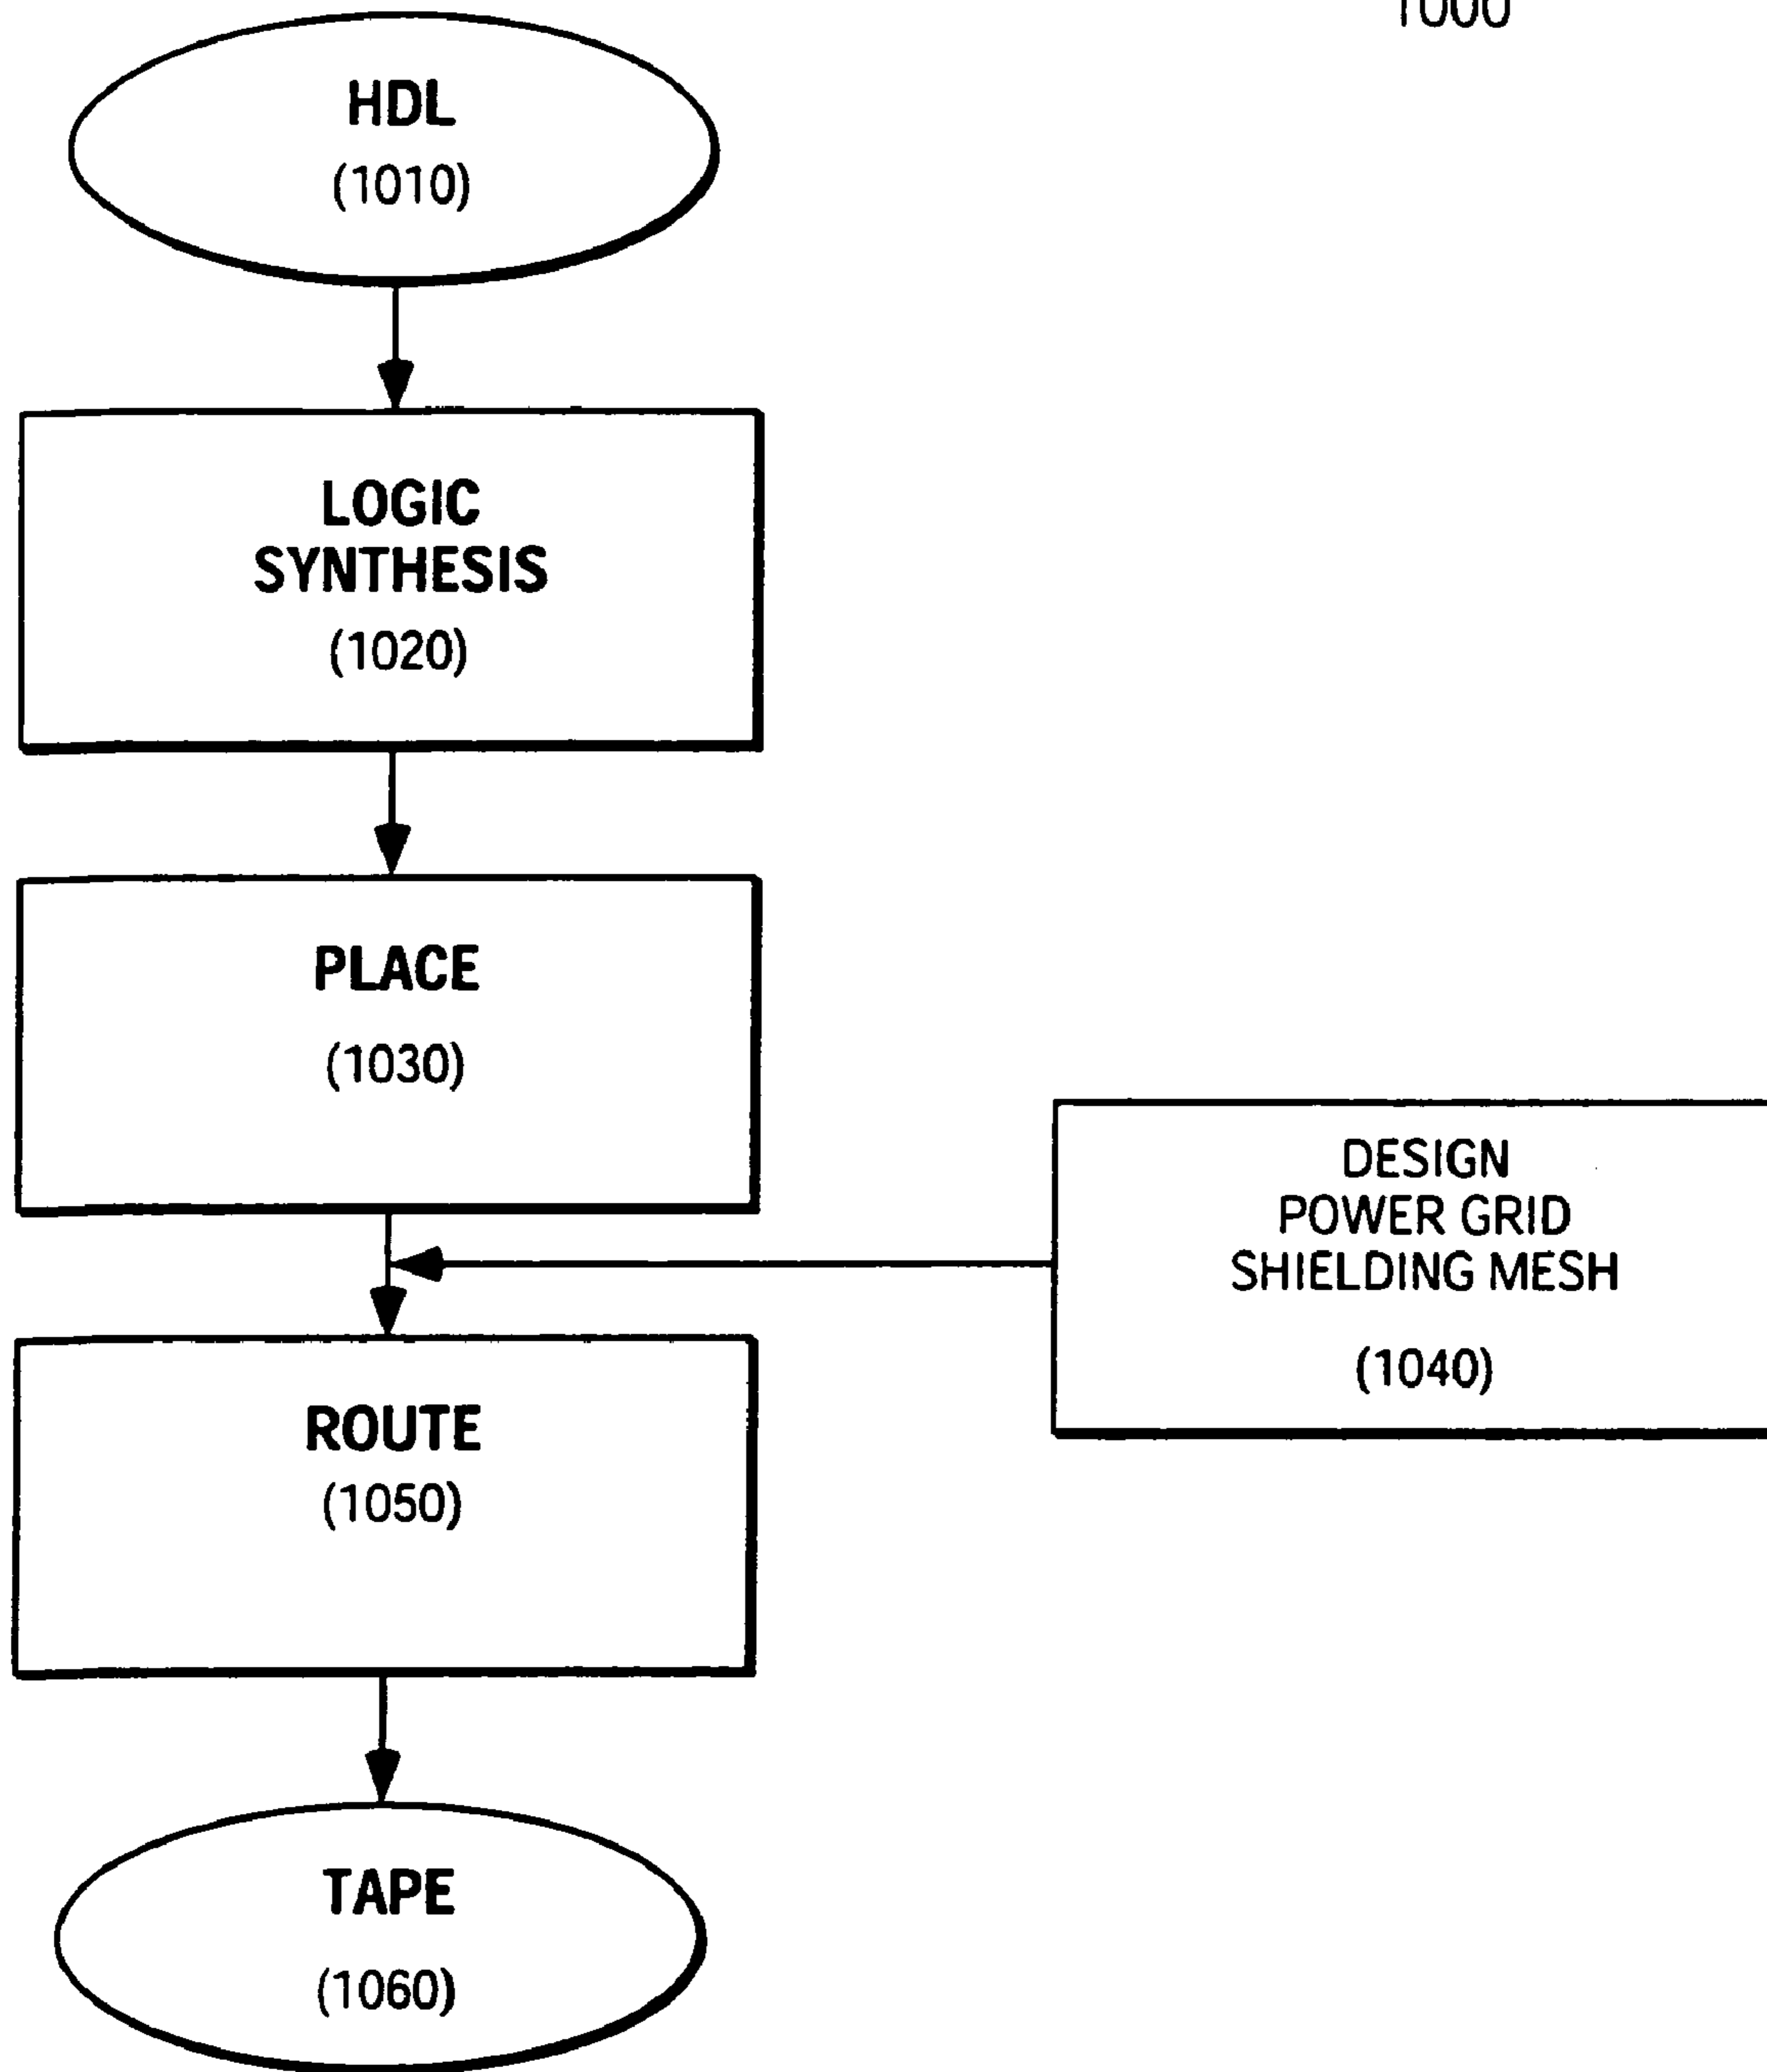 1000
HDL
(1010)
LOGIC
SYNTHESIS
(1020)
PLACE
(1030)
DESIGN
POWER GRID
SHIELDING MESH
(1040)
ROUTE
(1050)
TAPE
(1060)